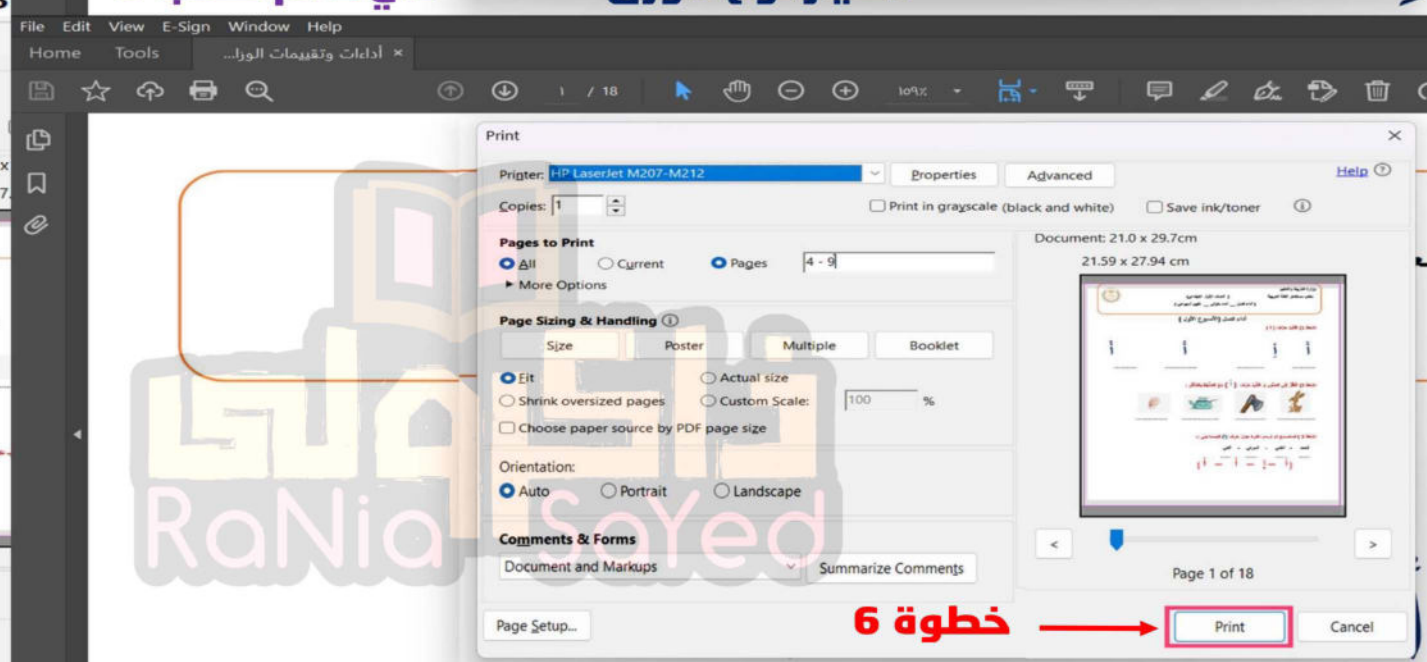 File Edit View E-Sign Window Help
Home Tools أداءات وتقييمات الوزا... ×
١ / 18 109%
Print
Printer: HP LaserJet M207-M212 Properties Advanced Help
Copies: 1 Print in grayscale (black and white) Save ink/toner
Pages to Print
All Current Pages 4 - 9
More Options
Page Sizing & Handling
Size Poster Multiple Booklet
Fit Actual size
Shrink oversized pages Custom Scale: 100 %
Choose paper source by PDF page size
Orientation:
Auto Portrait Landscape
Comments & Forms
Document and Markups Summarize Comments
Page Setup...
Document: 21.0 x 29.7cm
21.59 x 27.94 cm
أ أ إ أ
< >
Page 1 of 18
خطوة 6
Print Cancel
ذاكرولي
RaNia SaYed